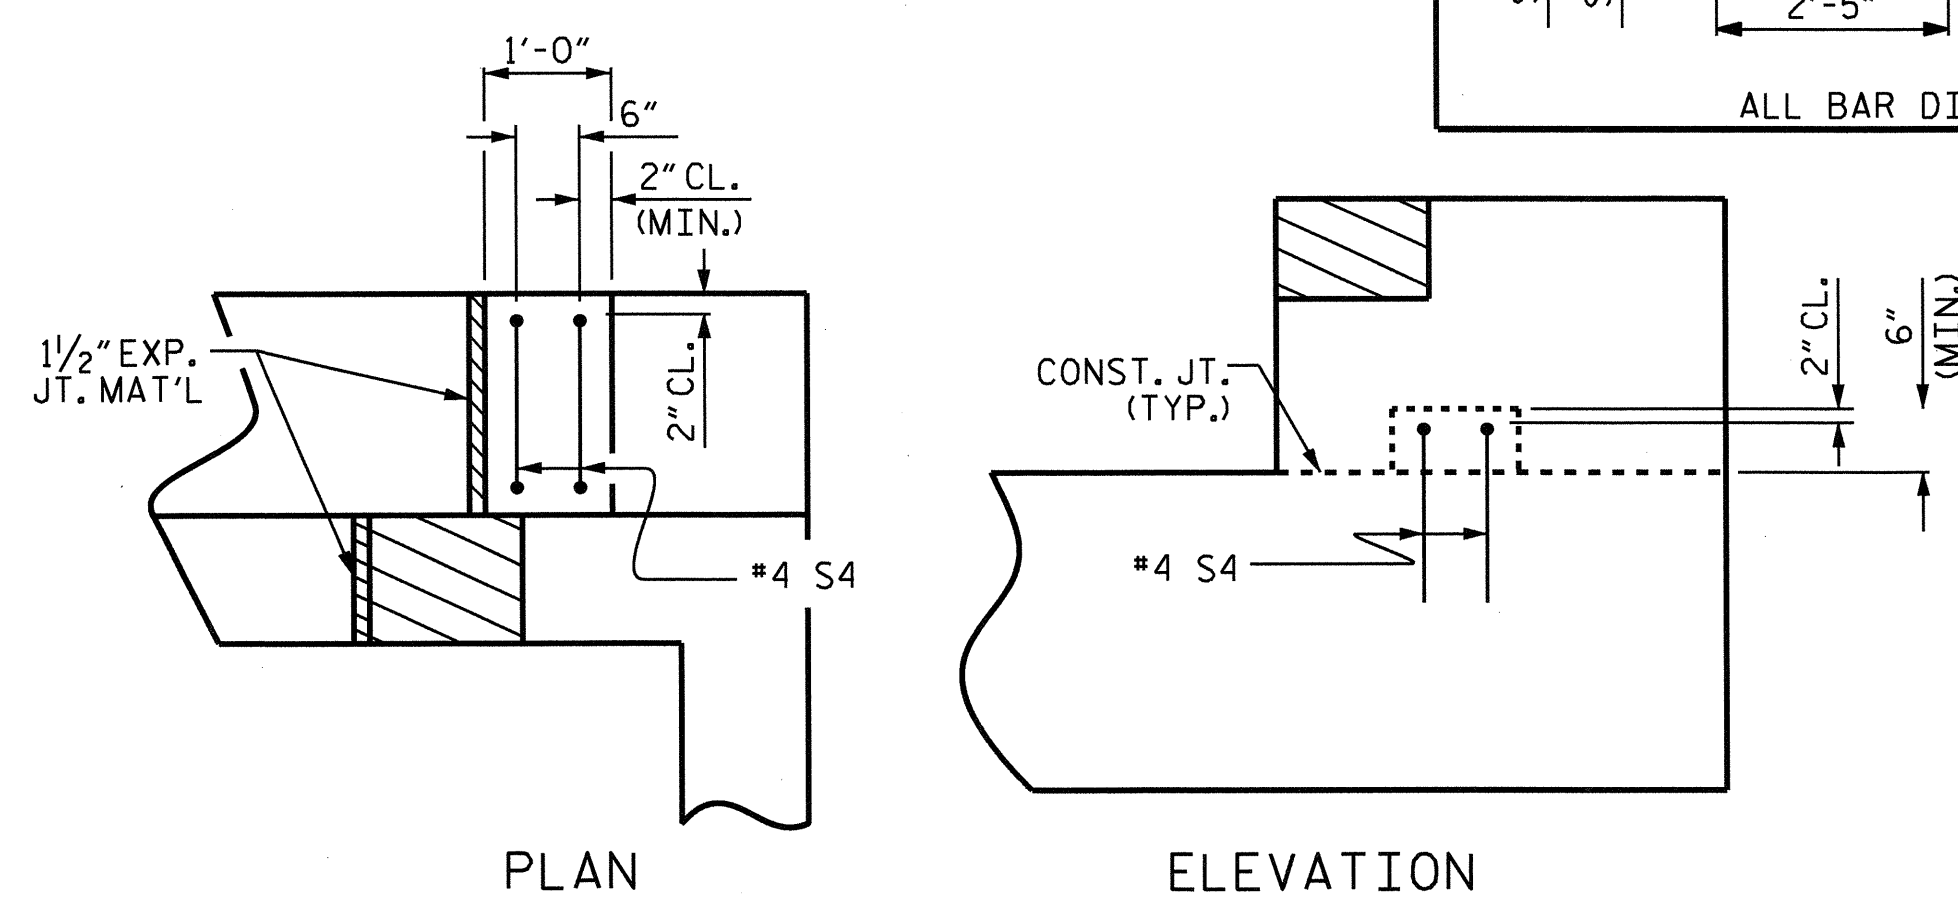 2'-5"
ALL BAR
1'-0"
6"
2" CL.
(MIN.)
1½" EXP.
JT. MAT'L
2" CL.
#4 S4
PLAN
CONST. JT.
(TYP.)
2" CL.
6"
(MIN.)
#4 S4
ELEVATION